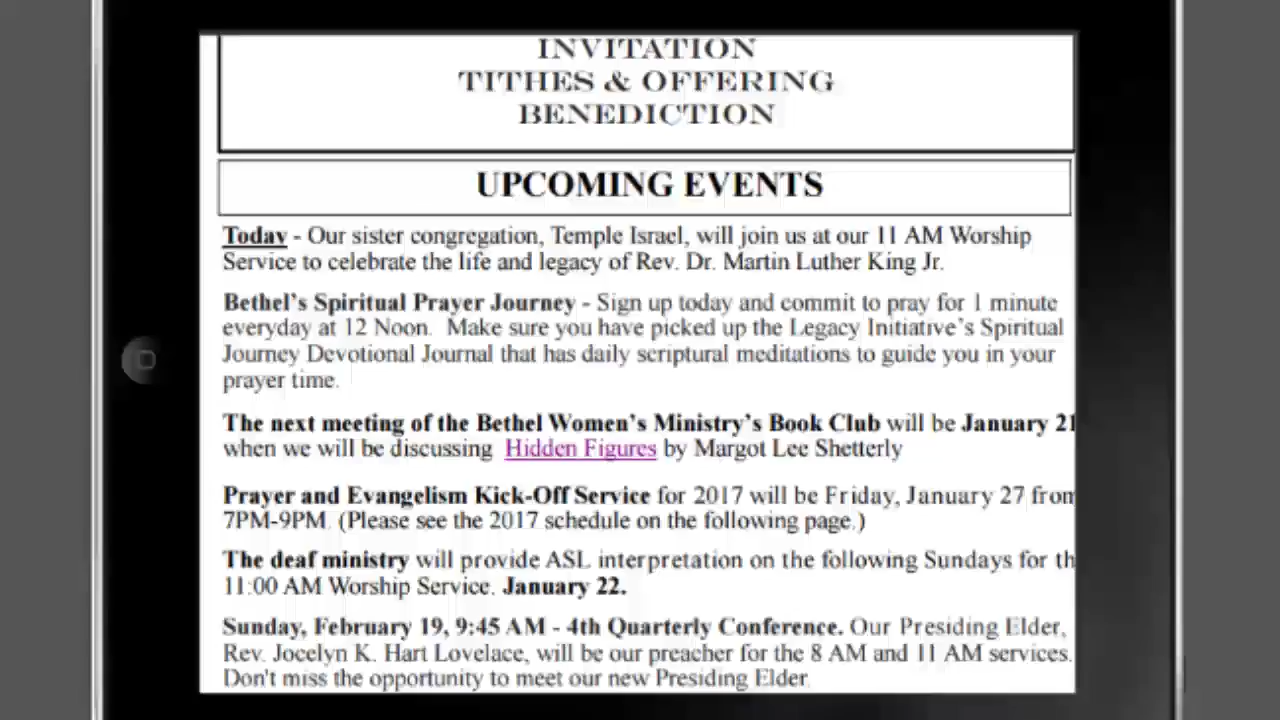 INVITATION
TITHES & OFFERING
BENEDICTION
UPCOMING EVENTS
Today - Our sister congregation, Temple Israel, will join us at our 11 AM Worship
Service to celebrate the life and legacy of Rev. Dr. Martin Luther King Jr.
Bethel's Spiritual Prayer Journey - Sign up today and commit to pray for 1 minute
everyday at 12 Noon. Make sure you have picked up the Legacy Initiative's Spiritual
Journey Devotional Journal that has daily scriptural meditations to guide you in your
prayer time.
The next meeting of the Bethel Women's Ministry's Book Club will be January 21
when we will be discussing Hidden Figures by Margot Lee Shetterly
Prayer and Evangelism Kick-Off Service for 2017 will be Friday, January 27 from
7PM-9PM. (Please see the 2017 schedule on the following page.)
The deaf ministry will provide ASL interpretation on the following Sundays for th
11:00 AM Worship Service. January 22.
Sunday, February 19, 9:45 AM - 4th Quarterly Conference. Our Presiding Elder,
Rev. Jocelyn K. Hart Lovelace, will be our preacher for the 8 AM and 11 AM services.
Don't miss the opportunity to meet our new Presiding Elder.